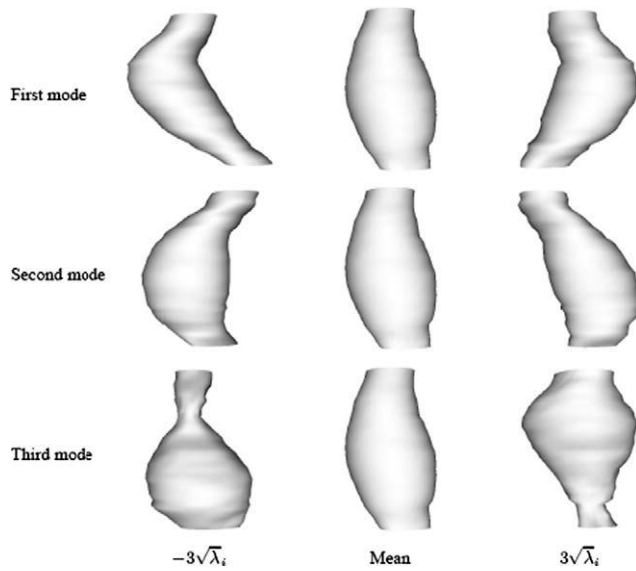 First mode
Second mode
Third mode
−3√λᵢ Mean 3√λᵢ